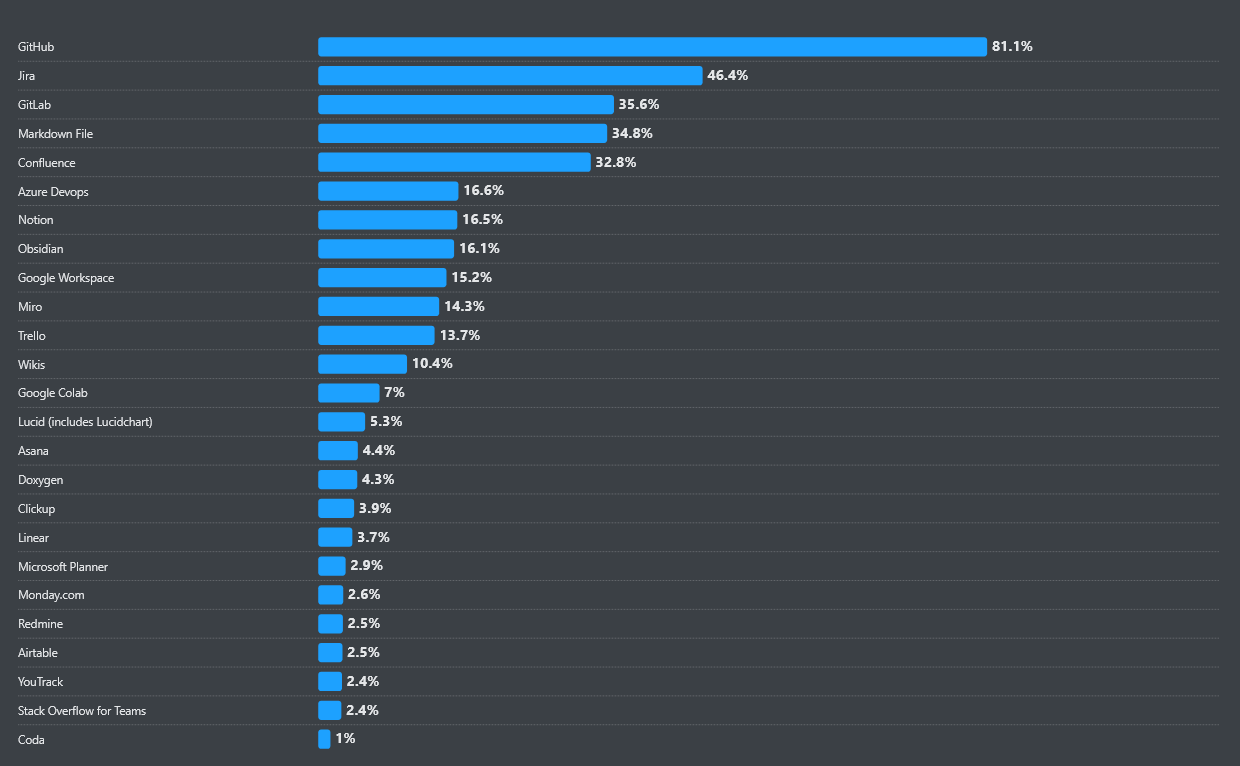 GitHub 81.1%
Jira 46.4%
GitLab 35.6%
Markdown File 34.8%
Confluence 32.8%
Azure Devops 16.6%
Notion 16.5%
Obsidian 16.1%
Google Workspace 15.2%
Miro 14.3%
Trello 13.7%
Wikis 10.4%
Google Colab 7%
Lucid (includes Lucidchart) 5.3%
Asana 4.4%
Doxygen 4.3%
Clickup 3.9%
Linear 3.7%
Microsoft Planner 2.9%
Monday.com 2.6%
Redmine 2.5%
Airtable 2.5%
YouTrack 2.4%
Stack Overflow for Teams 2.4%
Coda 1%